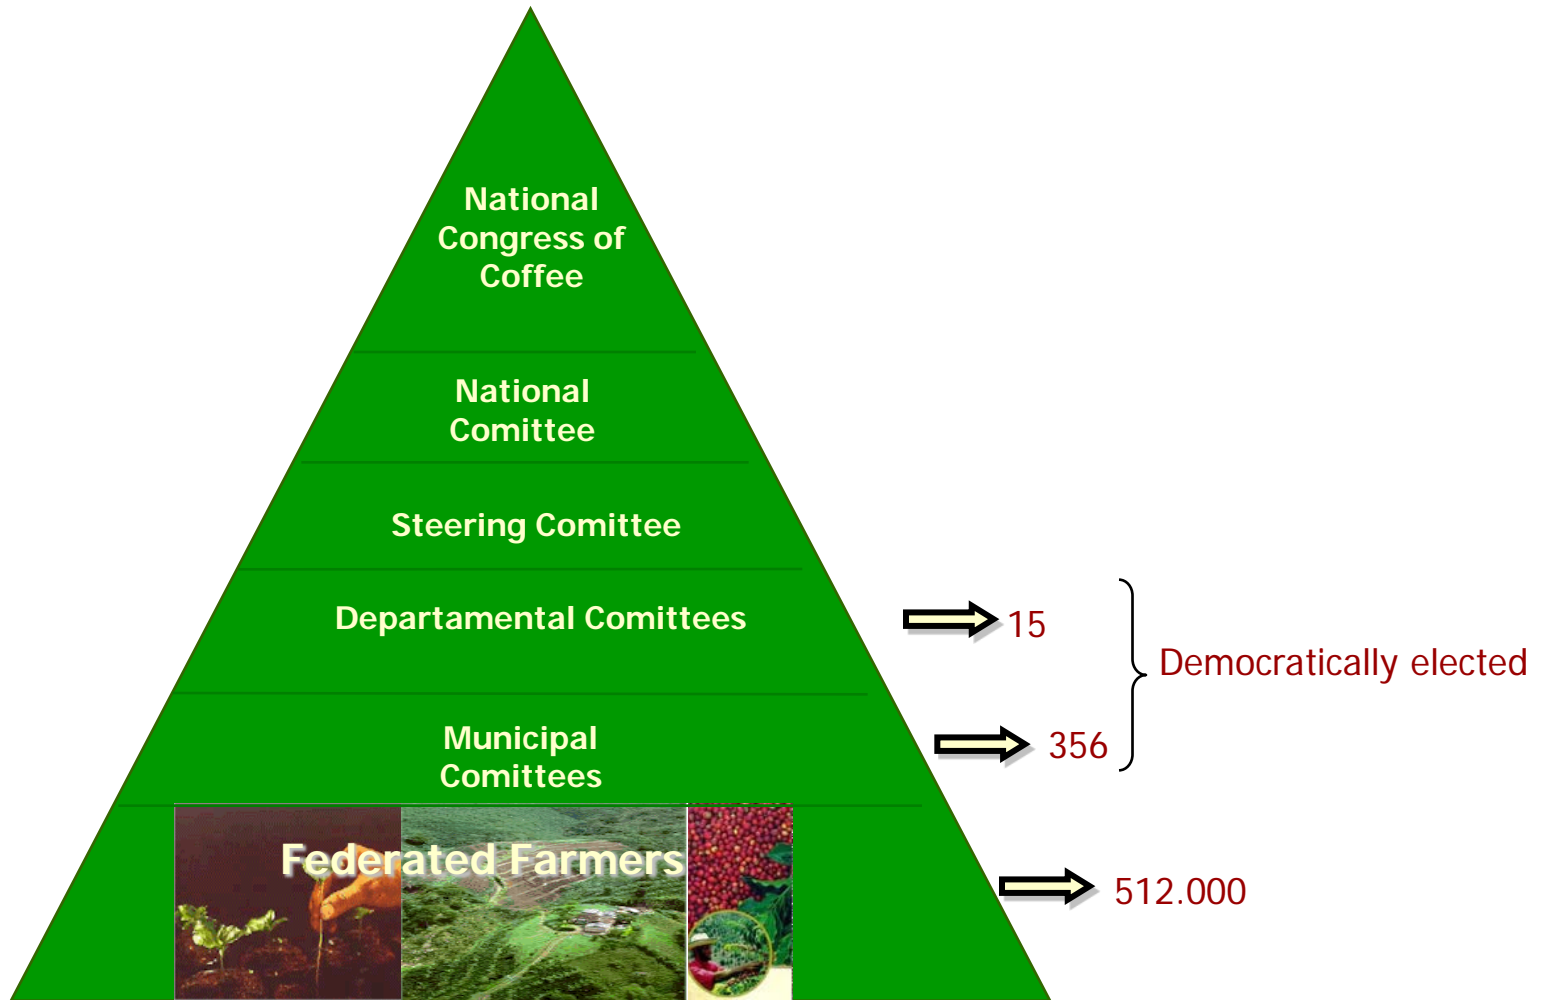 National
Congress of
Coffee
National
Comittee
Steering Comittee
Departamental Comittees
15
Democratically elected
Municipal
Comittees
356
Federated Farmers
512.000